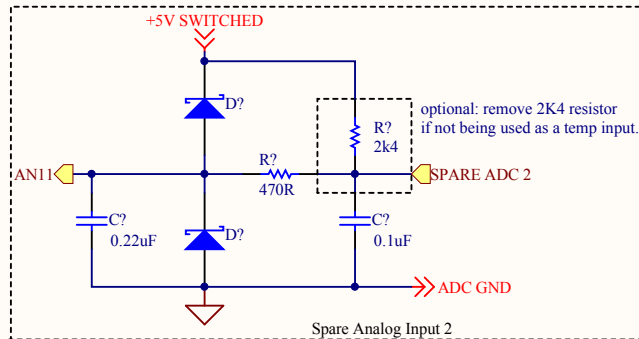 +5V SWITCHED
D?
optional: remove 2K4 resistor
if not being used as a temp input.
R?
2k4
AN11
R?
470R
SPARE ADC 2
C?
0.22uF
D?
C?
0.1uF
ADC GND
Spare Analog Input 2